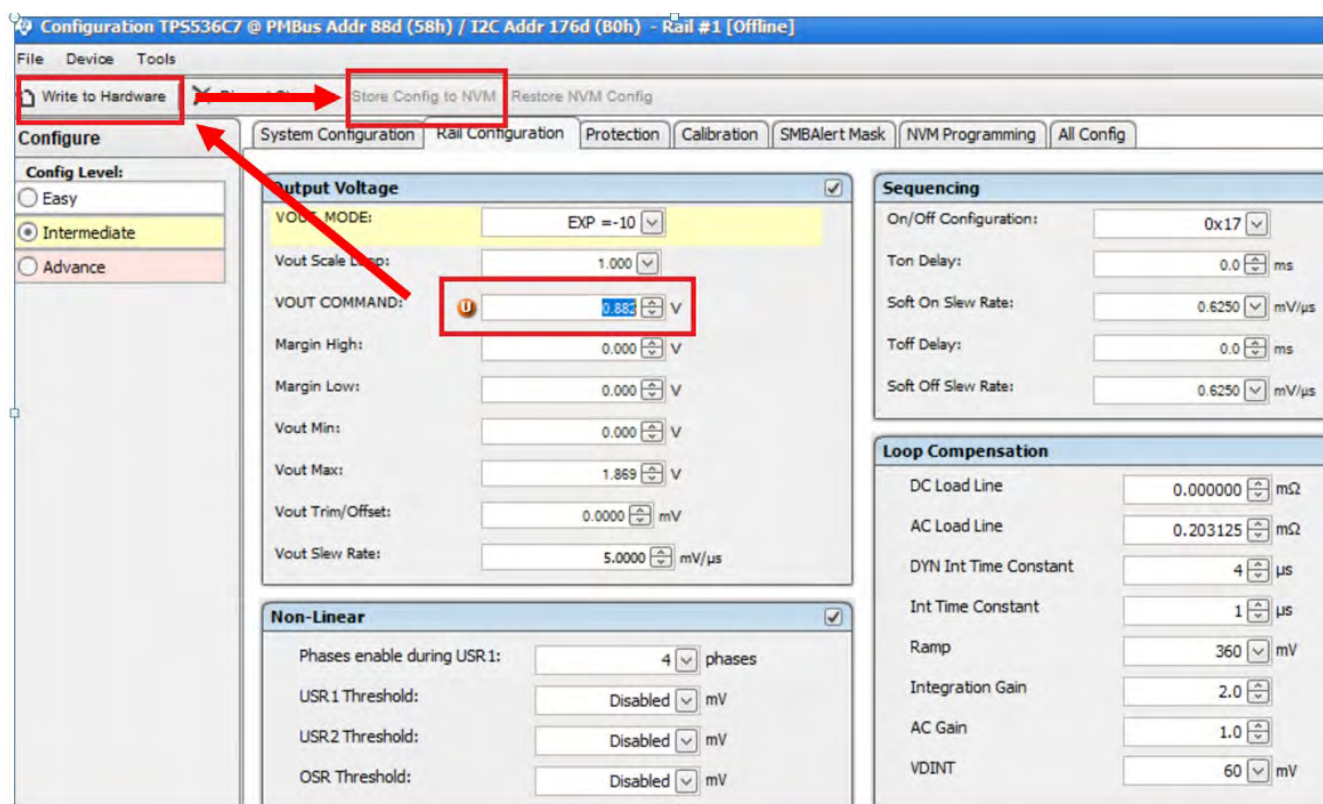 Configuration TPS536C7 @ PMBus Addr 88d (58h) / I2C Addr 176d (B0h) - Rail #1 [Offline]
File Device Tools
Write to Hardware Store Config to NVM Restore NVM Config
Configure
System Configuration Rail Configuration Protection Calibration SMBAlert Mask NVM Programming All Config
Config Level:
Easy
Intermediate
Advance
Output Voltage
VOUT_MODE: EXP =-10
Vout Scale Loop: 1.000
VOUT COMMAND: U 0.882 V
Margin High: 0.000 V
Margin Low: 0.000 V
Vout Min: 0.000 V
Vout Max: 1.869 V
Vout Trim/Offset: 0.0000 mV
Vout Slew Rate: 5.0000 mV/µs
Non-Linear
Phases enable during USR1: 4 phases
USR1 Threshold: Disabled mV
USR2 Threshold: Disabled mV
OSR Threshold: Disabled mV
Sequencing
On/Off Configuration: 0x17
Ton Delay: 0.0 ms
Soft On Slew Rate: 0.6250 mV/µs
Toff Delay: 0.0 ms
Soft Off Slew Rate: 0.6250 mV/µs
Loop Compensation
DC Load Line 0.000000 mΩ
AC Load Line 0.203125 mΩ
DYN Int Time Constant 4 µs
Int Time Constant 1 µs
Ramp 360 mV
Integration Gain 2.0
AC Gain 1.0
VDINT 60 mV